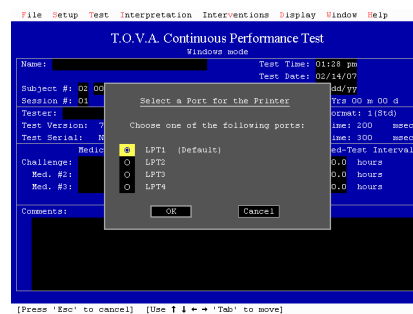 File Setup Test Interpretation Interventions Display Window Help
T.O.V.A. Continuous Performance Test
Windows mode
Name: Test Time: 01:28 pm
Test Date: 02/14/07
Subject #: 02 00 dd/yy
Session #: 01 Yrs 00 m 00 d
Select a Port for the Printer
Tester: ormat: 1(Std)
Test Version: 7 Choose one of the following ports: ime: 200 msec
Test Serial: N ime: 300 msec
Medic LPT1 (Default) ed-Test Interval
Challenge: LPT2 0.0 hours
Med. #2: LPT3 0.0 hours
Med. #3: LPT4 0.0 hours
Comments: OK Cancel
[Press 'Esc' to cancel] [Use ↑ ↓ ← → 'Tab' to move]